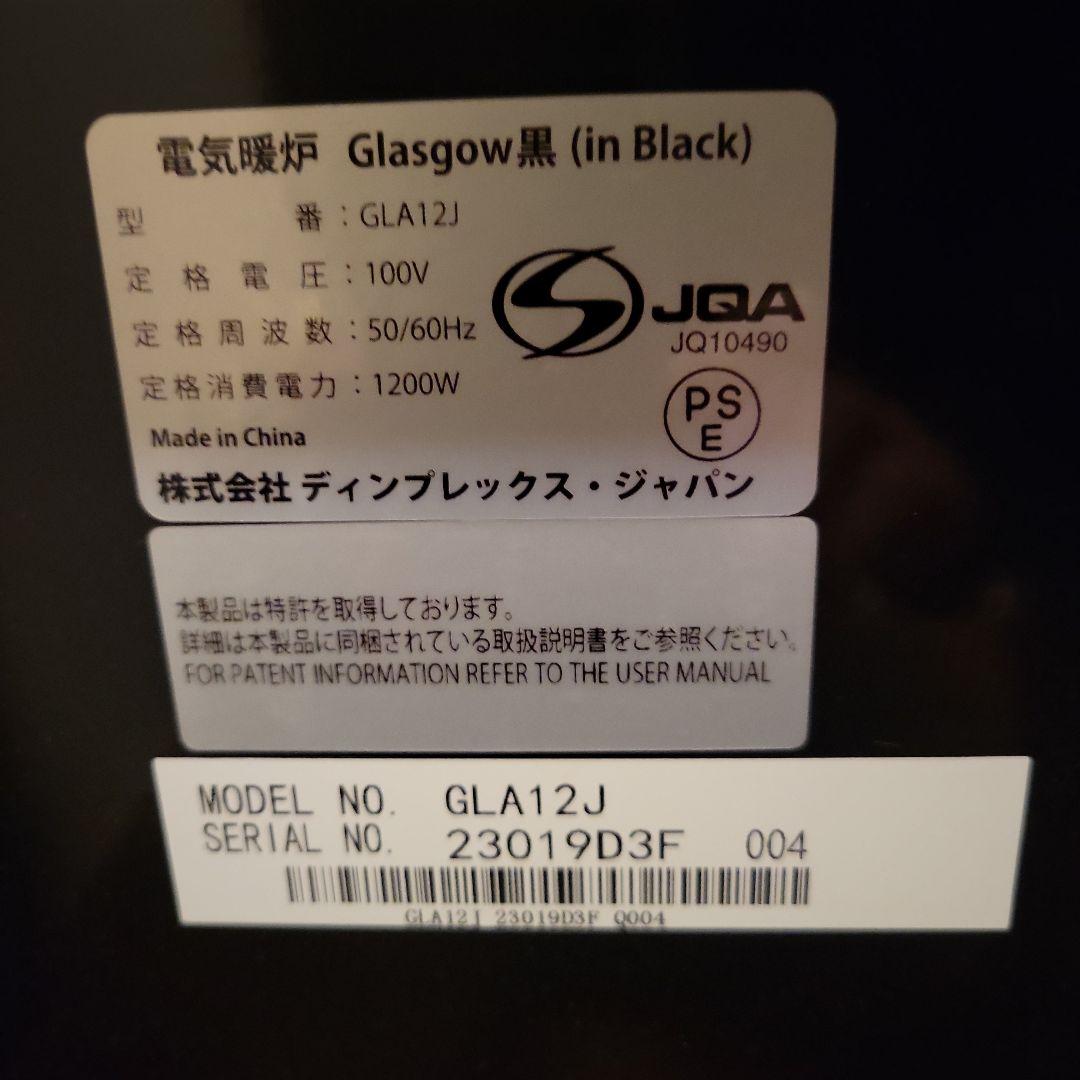 電気暖炉 Glasgow黒 (in Black)
型番：GLA12J
定格電圧：100V
定格周波数：50/60Hz
定格消費電力：1200W
JQA
JQ10490
PS
E
Made in China
株式会社 ディンプレックス・ジャパン
本製品は特許を取得しております。
詳細は本製品に同梱されている取扱説明書をご参照ください。
FOR PATENT INFORMATION REFER TO THE USER MANUAL
MODEL NO. GLA12J
SERIAL NO. 23019D3F 004
GLA12J 23019D3F Q004